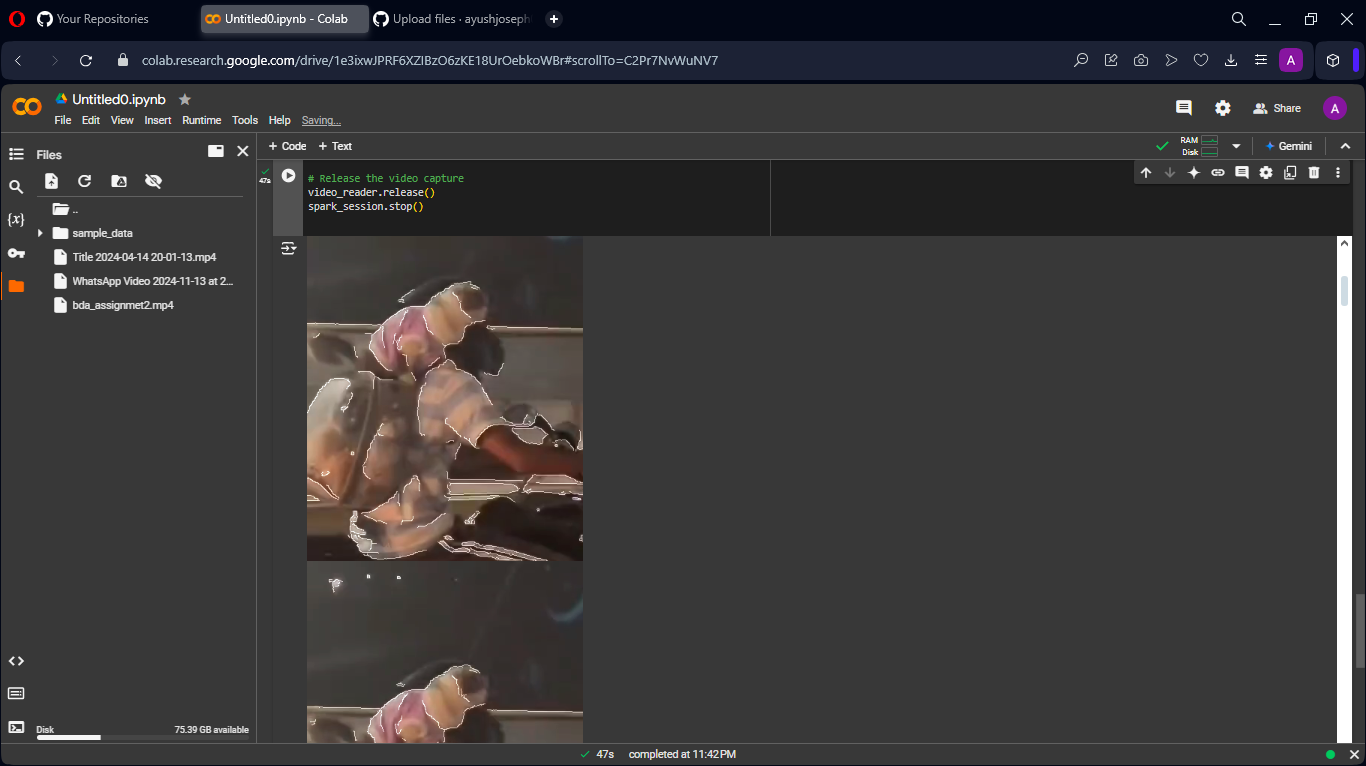 Your Repositories
Untitled0.ipynb - Colab
Upload files · ayushjoseph
colab.research.google.com/drive/1e3ixwJPRF6XZIBzO6zKE18UrOebkoWBr#scrollTo=C2Pr7NvWuNV7
A
CO
Untitled0.ipynb
File Edit View Insert Runtime Tools Help Saving...
Share
A
Files
+ Code + Text
RAM
Disk
Gemini
{x}
..
sample_data
Title 2024-04-14 20-01-13.mp4
WhatsApp Video 2024-11-13 at 2...
bda_assignmet2.mp4
47s
# Release the video capture
video_reader.release()
spark_session.stop()
Disk
75.39 GB available
47s completed at 11:42PM